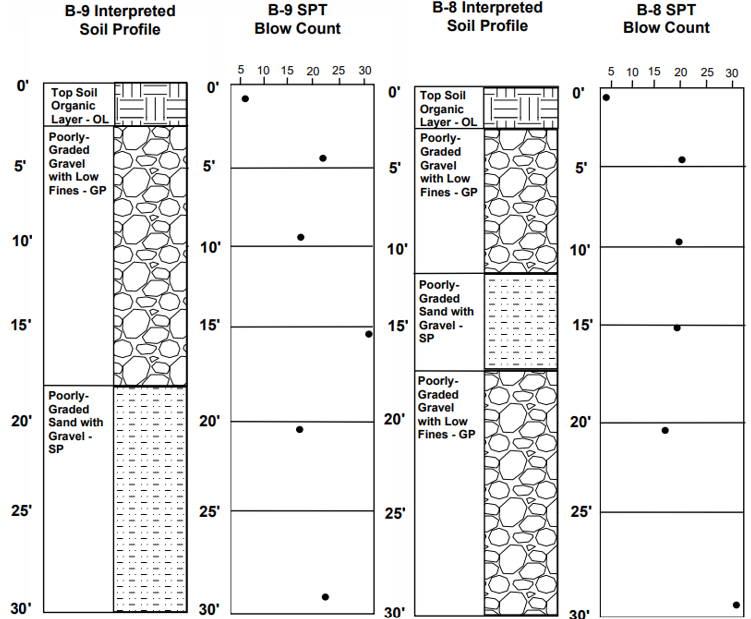 B-9 Interpreted
Soil Profile
B-9 SPT
Blow Count
B-8 Interpreted
Soil Profile
B-8 SPT
Blow Count
5 10 15 20 25 30
5 10 15 20 25 30
0'
5'
10'
15'
20'
25'
30'
Top Soil
Organic
Layer - OL
Poorly-
Graded
Gravel
with Low
Fines - GP
Poorly-
Graded
Sand with
Gravel -
SP
0'
5'
10'
15'
20'
25'
30'
0'
5'
10'
15'
20'
25'
30'
Top Soil
Organic
Layer - OL
Poorly-
Graded
Gravel
with Low
Fines - GP
Poorly-
Graded
Sand with
Gravel -
SP
Poorly-
Graded
Gravel
with Low
Fines - GP
0'
5'
10'
15'
20'
25'
30'